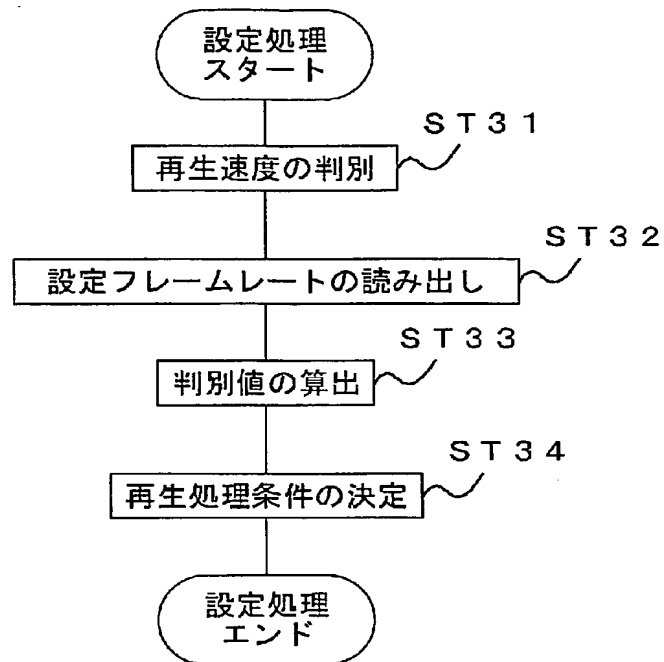 設定処理
スタート
ST31
再生速度の判別
ST32
設定フレームレートの読み出し
ST33
判別値の算出
ST34
再生処理条件の決定
設定処理
エンド